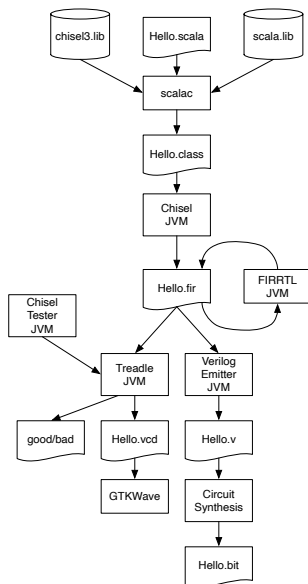 chisel3.lib
Hello.scala
scala.lib
scalac
Hello.class
Chisel
JVM
Hello.fir
FIRRTL
JVM
Chisel
Tester
JVM
Treadle
JVM
Verilog
Emitter
JVM
good/bad
Hello.vcd
Hello.v
GTKWave
Circuit
Synthesis
Hello.bit